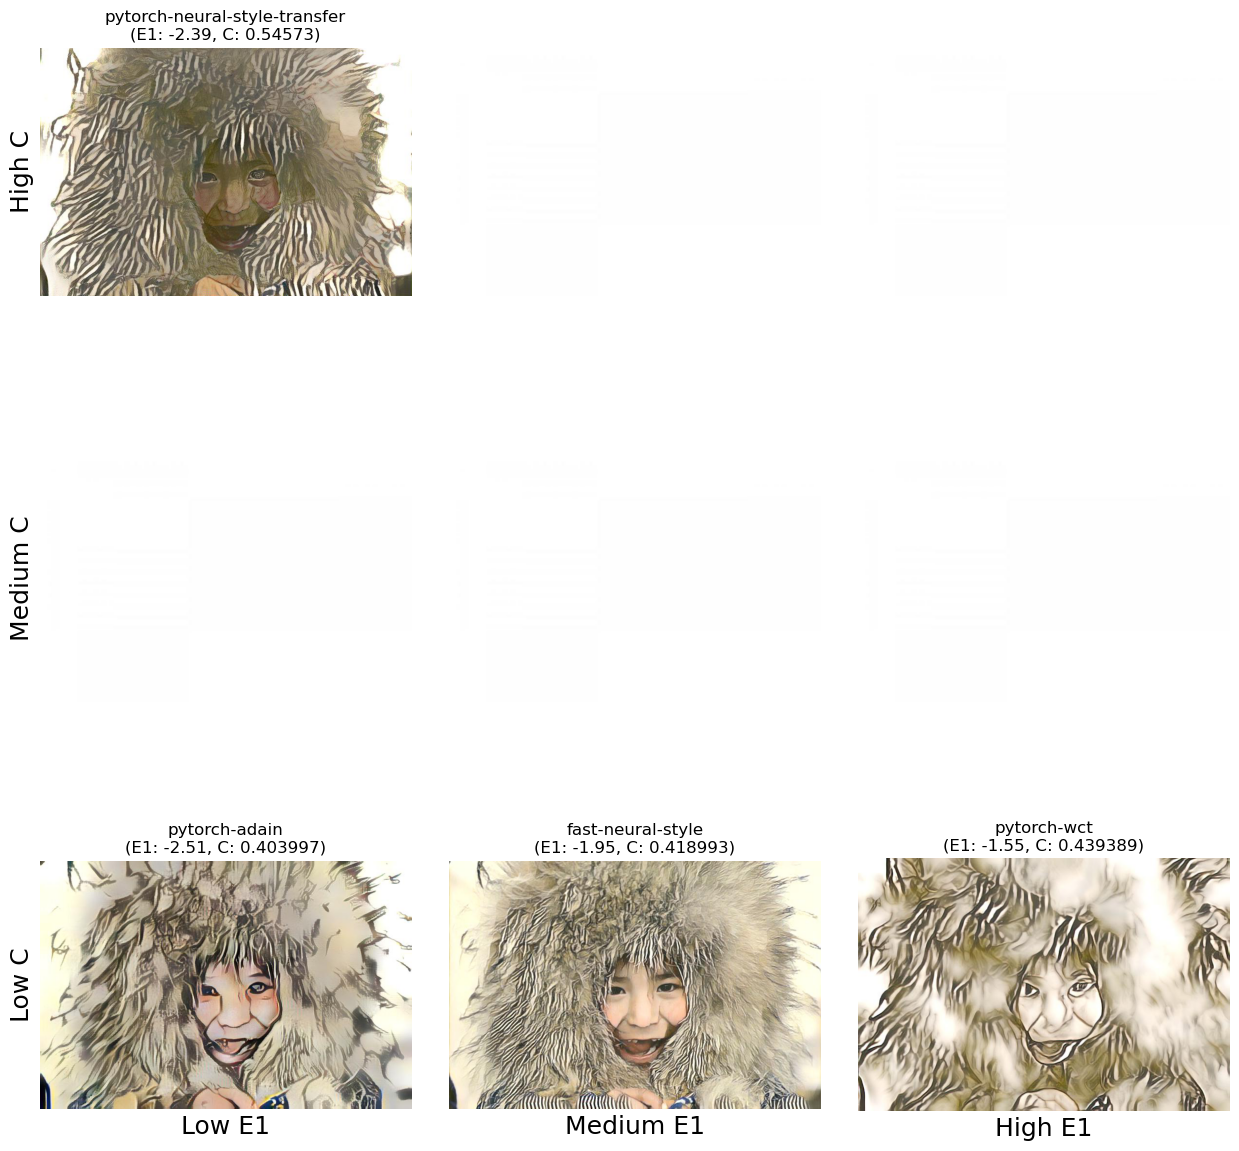 pytorch-neural-style-transfer
(E1: -2.39, C: 0.54573)
High C
Medium C
pytorch-adain
(E1: -2.51, C: 0.403997)
fast-neural-style
(E1: -1.95, C: 0.418993)
pytorch-wct
(E1: -1.55, C: 0.439389)
Low C
Low E1
Medium E1
High E1